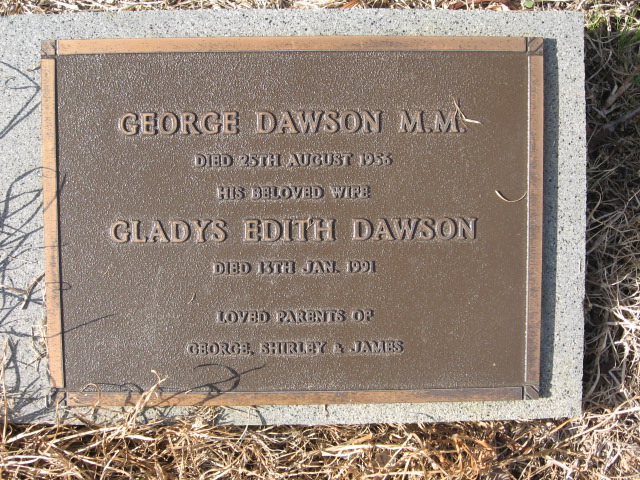 GEORGE DAWSON M.M.
DIED 25TH AUGUST 1956
HIS BELOVED WIFE
GLADYS EDITH DAWSON
DIED 13TH JAN. 1991
LOVED PARENTS OF
GEORGE, SHIRLEY & JAMES